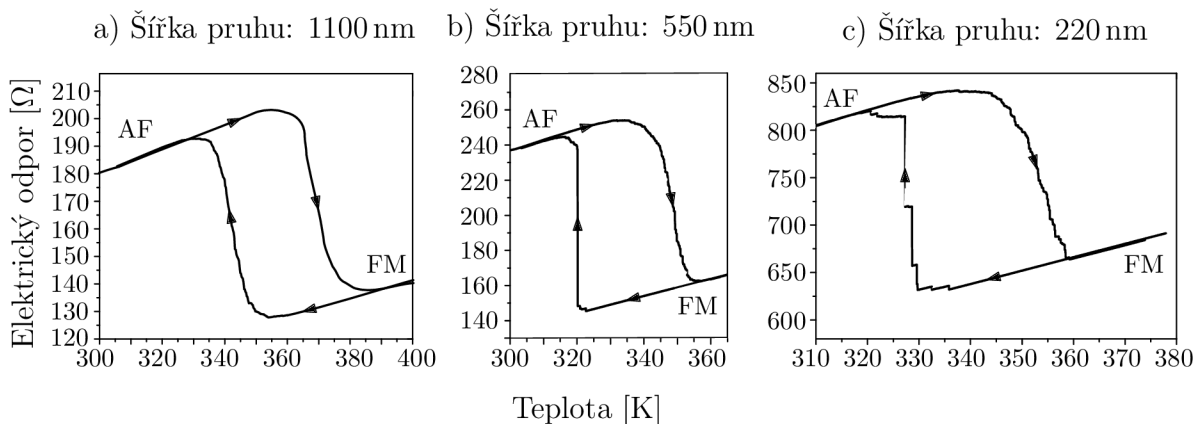 a) Šířka pruhu: 1100 nm
b) Šířka pruhu: 550 nm
c) Šířka pruhu: 220 nm
Elektrický odpor [Ω]
210
200
190
180
170
160
150
140
130
120
AF
FM
300 320 340 360 380 400
280
260
240
220
200
180
160
140
AF
FM
300 320 340 360
850
800
750
700
650
600
AF
FM
310 320 330 340 350 360 370 380
Teplota [K]